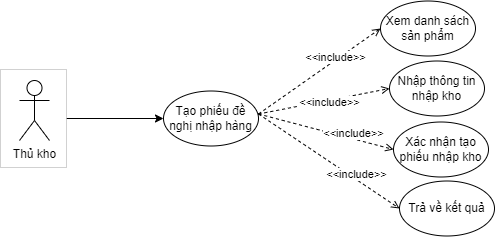 Thủ kho
Tạo phiếu đề
nghị nhập hàng
<<include>>
Xem danh sách
sản phẩm
<<include>>
Nhập thông tin
nhập kho
<<include>>
Xác nhận tạo
phiếu nhập kho
<<include>>
Trả về kết quả